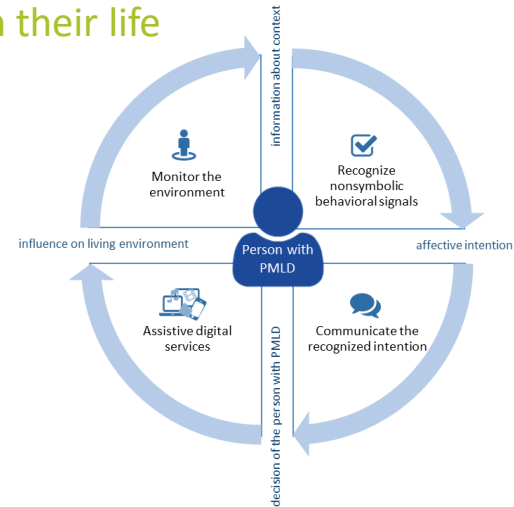 n their life
information about context
Monitor the
environment
Recognize
nonsymbolic
behavioral signals
influence on living environment
Person with
PMLD
affective intention
Assistive digital
services
Communicate the
recognized intention
decision of the person with PMLD